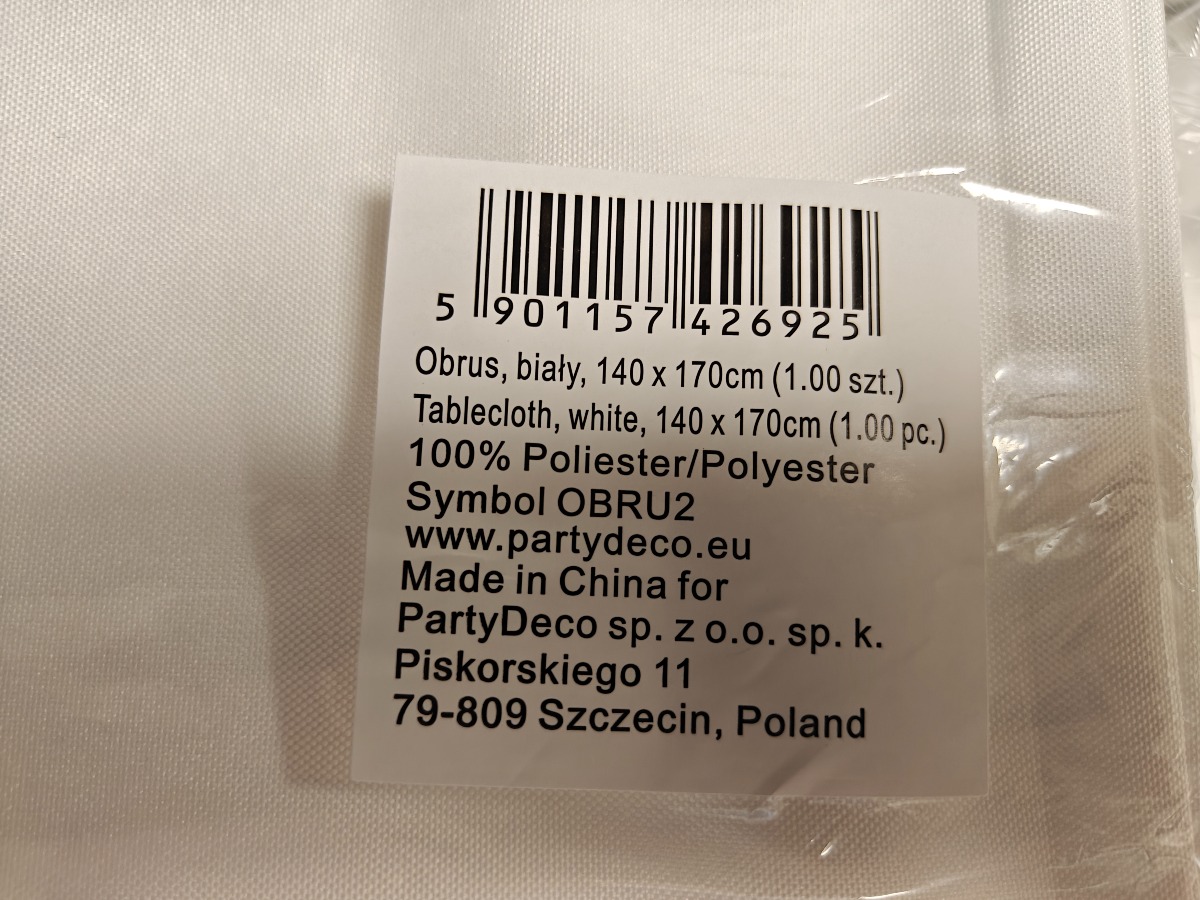 5 901157 426925
Obrus, biały, 140 x 170cm (1.00 szt.)
Tablecloth, white, 140 x 170cm (1.00 pc.)
100% Poliester/Polyester
Symbol OBRU2
www.partydeco.eu
Made in China for
PartyDeco sp. z o.o. sp. k.
Piskorskiego 11
79-809 Szczecin, Poland